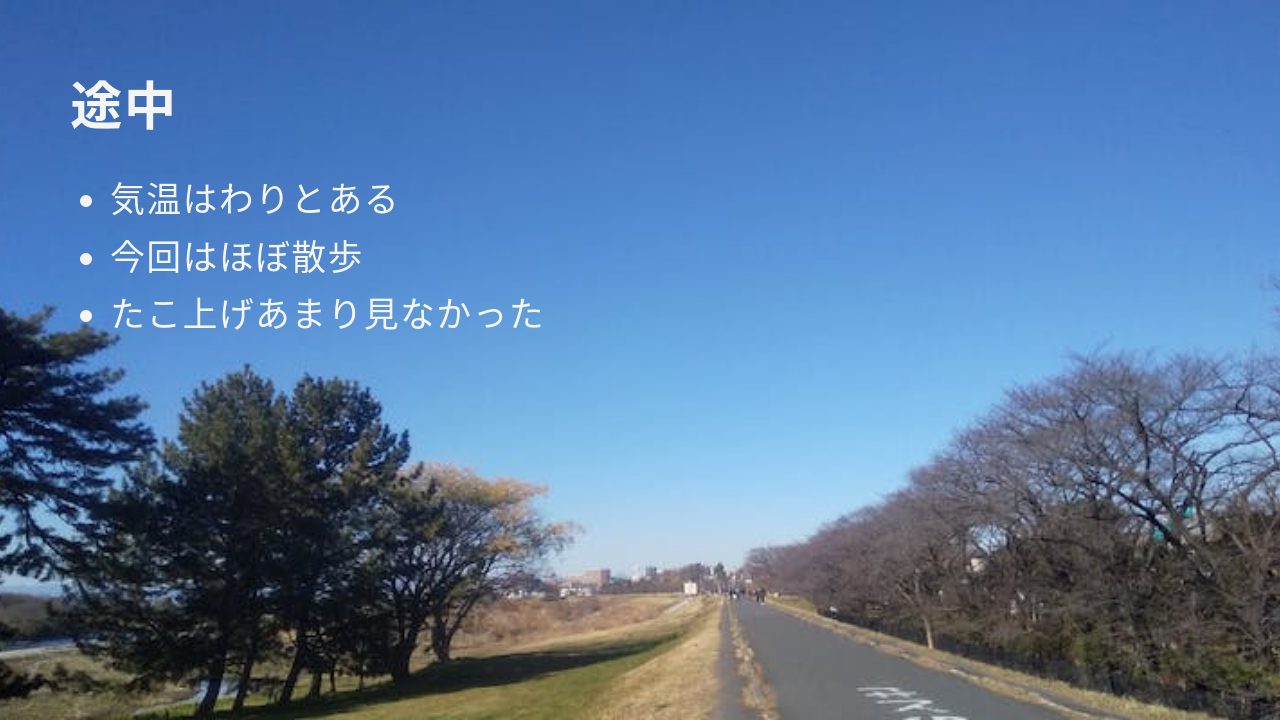 途中
気温はわりとある
今回はほぼ散歩
たこ上げあまり見なかった